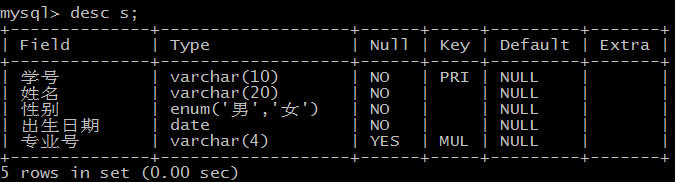 mysql> desc s;
+--------------+-------------------+------+-----+---------+-------+
| Field | Type | Null | Key | Default | Extra |
+--------------+-------------------+------+-----+---------+-------+
| 学号 | varchar(10) | NO | PRI | NULL | |
| 姓名 | varchar(20) | NO | | NULL | |
| 性别 | enum('男','女') | NO | | NULL | |
| 出生日期 | date | NO | | NULL | |
| 专业号 | varchar(4) | YES | MUL | NULL | |
+--------------+-------------------+------+-----+---------+-------+
5 rows in set (0.00 sec)